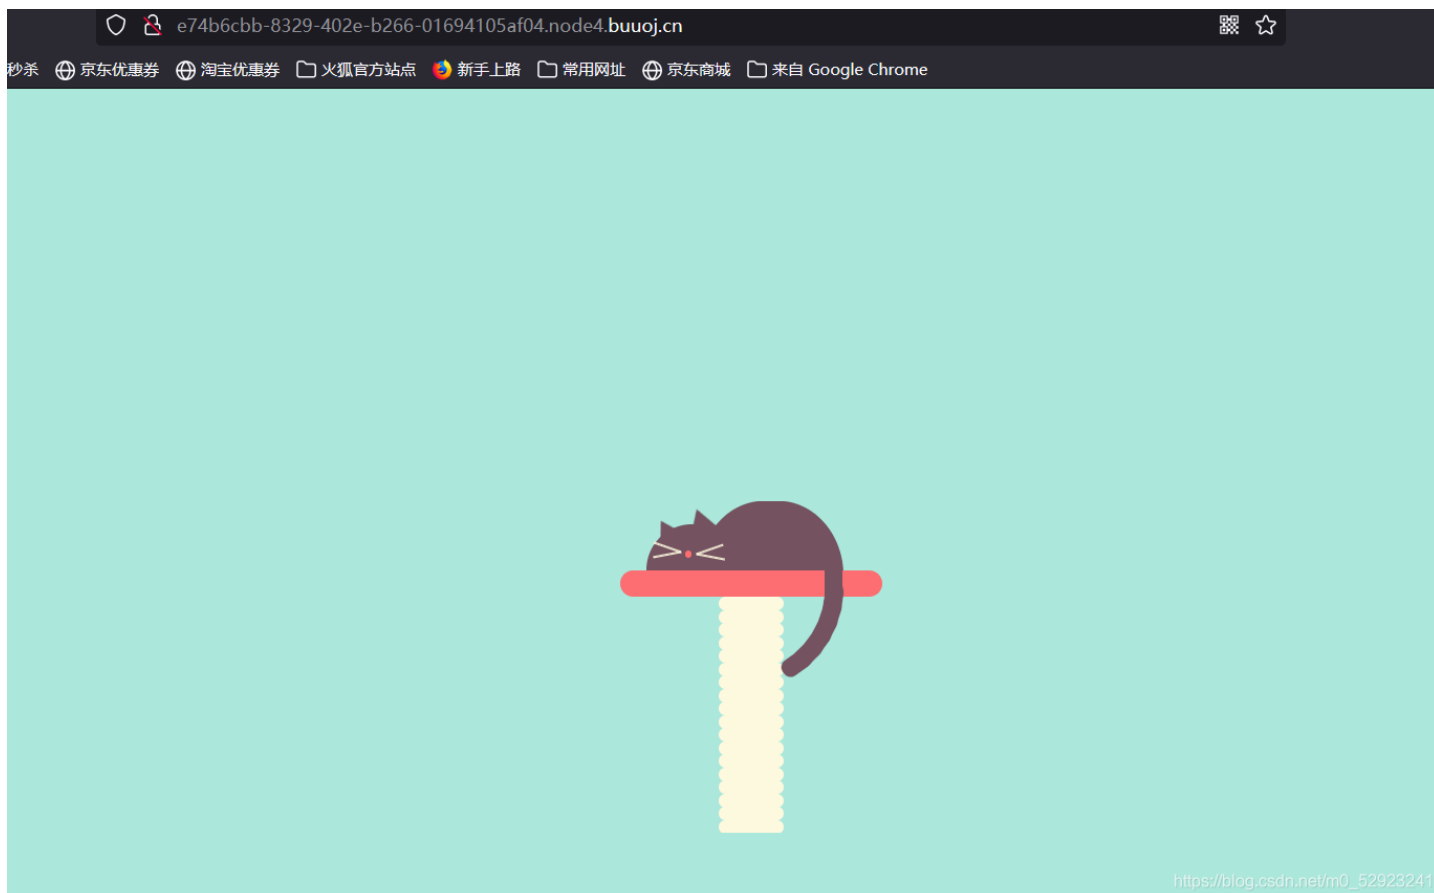 e74b6cbb-8329-402e-b266-01694105af04.node4.buuoj.cn
秒杀 京东优惠券 淘宝优惠券 火狐官方站点 新手上路 常用网址 京东商城 来自 Google Chrome
https://blog.csdn.net/m0_52923241